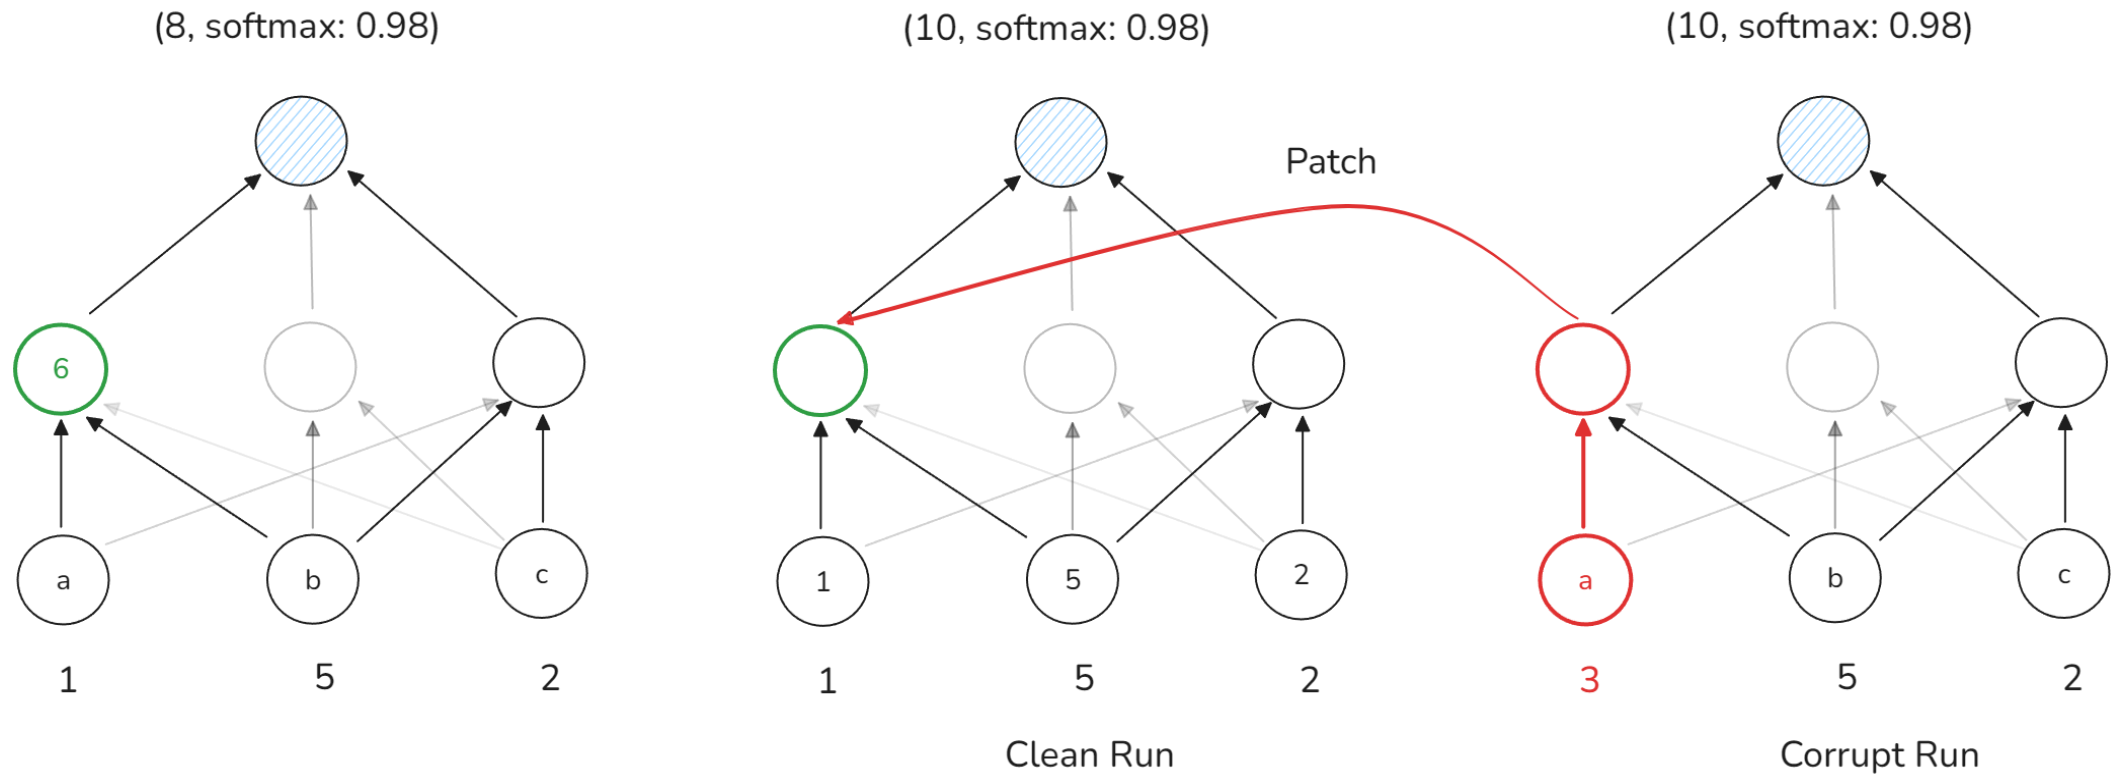 (8, softmax: 0.98)
(10, softmax: 0.98)
(10, softmax: 0.98)
Patch
6
a
b
c
1
5
2
a
b
c
1
5
2
1
5
2
3
5
2
Clean Run
Corrupt Run